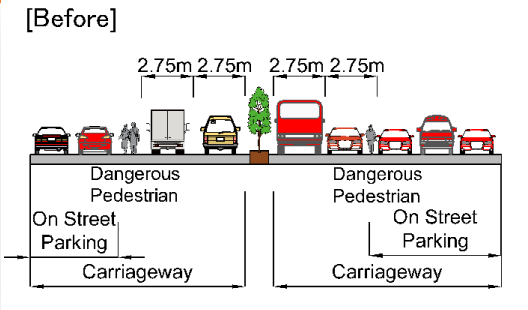 [Before]
2.75m 2.75m 2.75m 2.75m
Dangerous
Pedestrian
On Street
Parking
Carriageway
Dangerous
Pedestrian
On Street
Parking
Carriageway